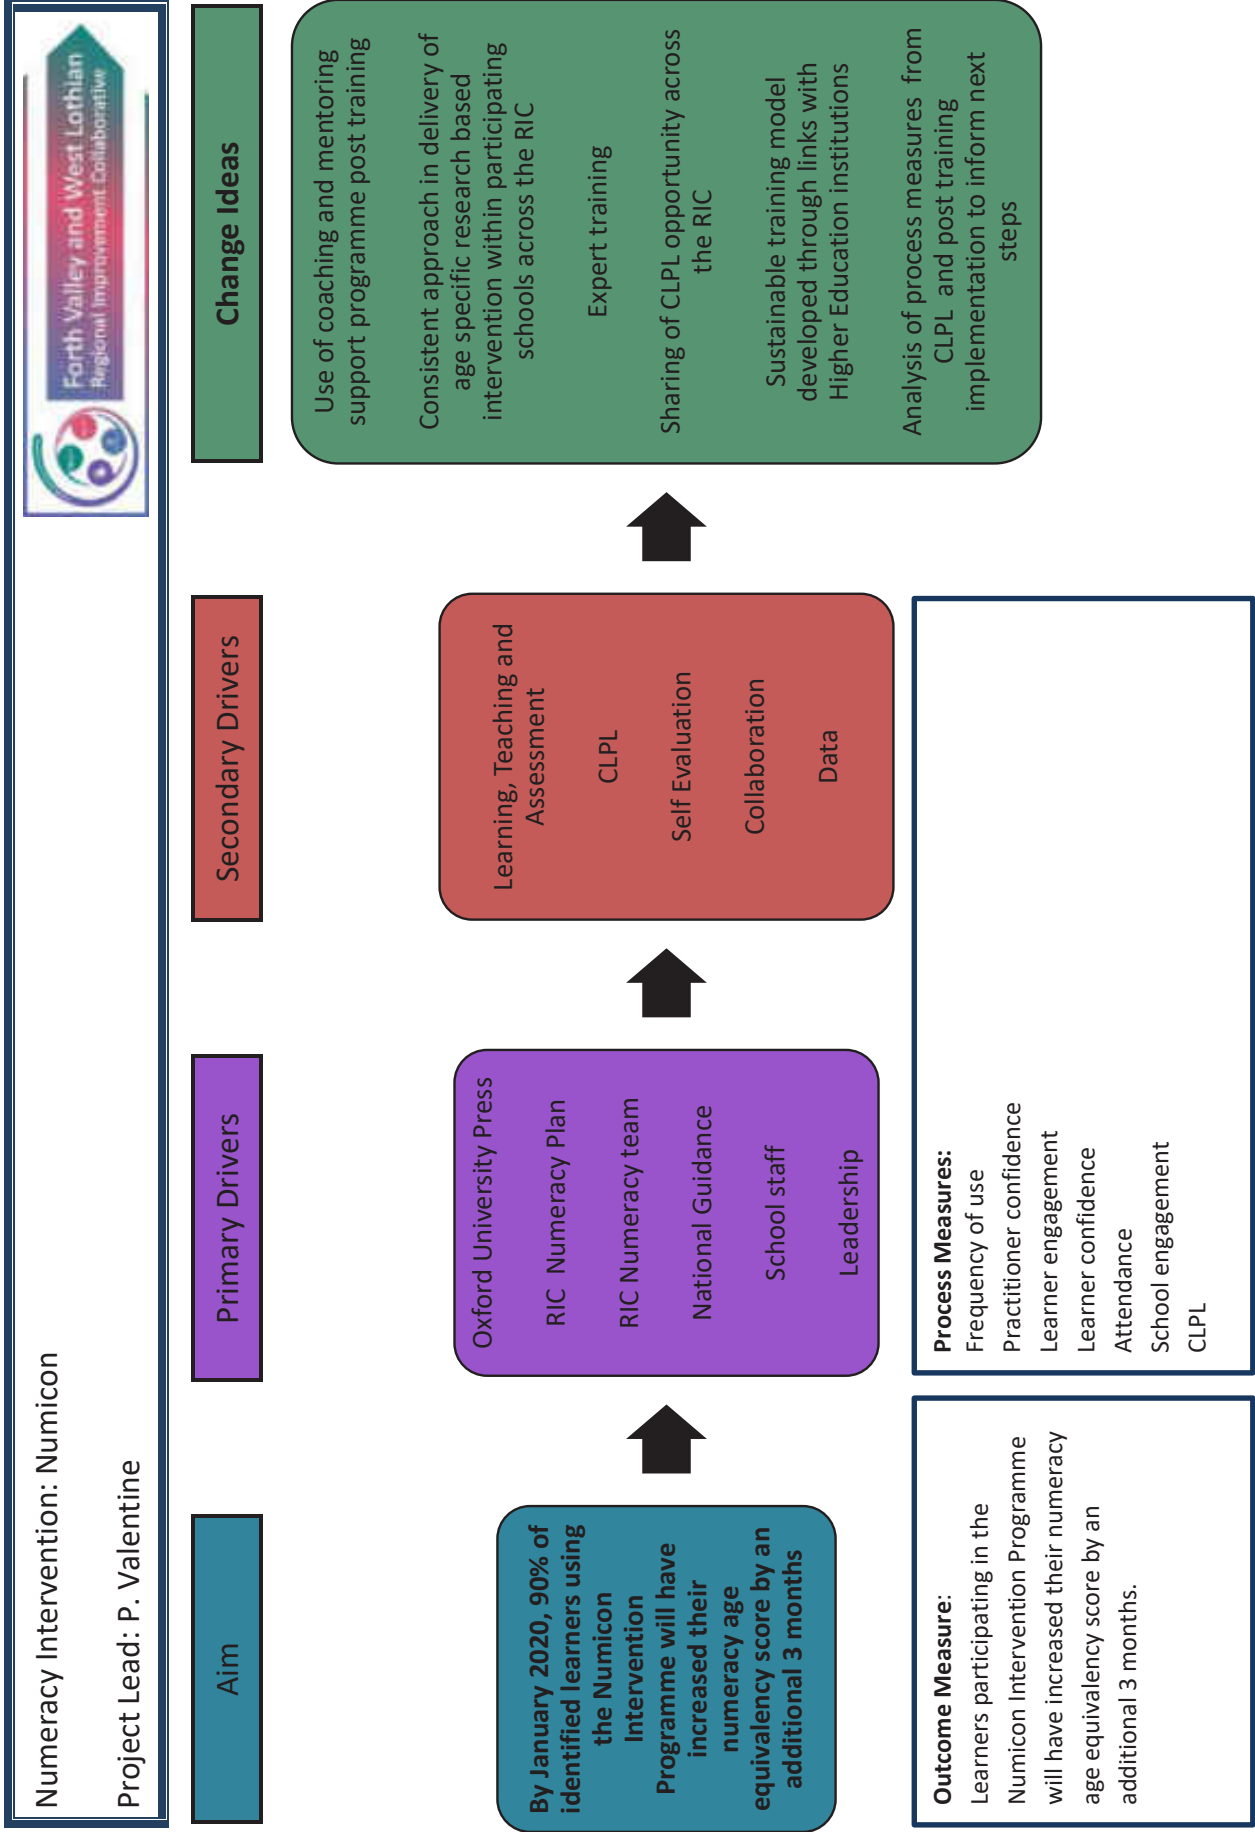 Numeracy Intervention: Numicon
Project Lead: P. Valentine
Forth Valley and West Lothian
Regional Improvement Collaborative
Aim
By January 2020, 90% of
identified learners using
the Numicon
Intervention
Programme will have
increased their
numeracy age
equivalency score by an
additional 3 months
Primary Drivers
Oxford University Press
RIC Numeracy Plan
RIC Numeracy team
National Guidance
School staff
Leadership
Secondary Drivers
Learning, Teaching and
Assessment
CLPL
Self Evaluation
Collaboration
Data
Change Ideas
Use of coaching and mentoring
support programme post training
Consistent approach in delivery of
age specific research based
intervention within participating
schools across the RIC
Expert training
Sharing of CLPL opportunity across
the RIC
Sustainable training model
developed through links with
Higher Education institutions
Analysis of process measures from
CLPL and post training
implementation to inform next
steps
Outcome Measure:
Learners participating in the
Numicon Intervention Programme
will have increased their numeracy
age equivalency score by an
additional 3 months.
Process Measures:
Frequency of use
Practitioner confidence
Learner engagement
Learner confidence
Attendance
School engagement
CLPL